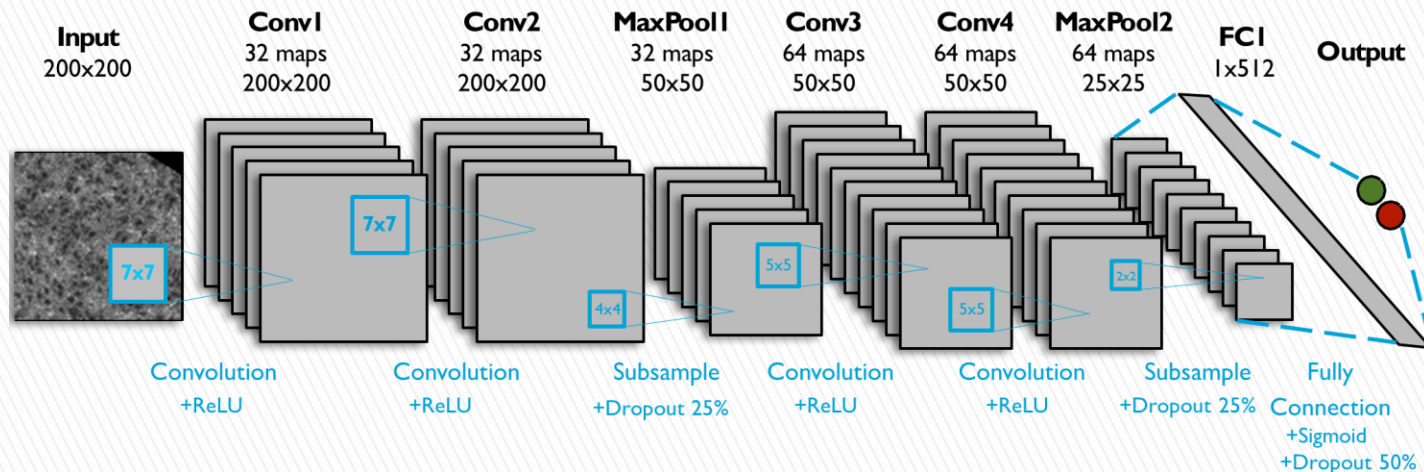 Input
200x200
Conv1
32 maps
200x200
Conv2
32 maps
200x200
MaxPool1
32 maps
50x50
Conv3
64 maps
50x50
Conv4
64 maps
50x50
MaxPool2
64 maps
25x25
FC1
1x512
Output
7x7
7x7
4x4
5x5
5x5
2x2
Convolution
+ReLU
Convolution
+ReLU
Subsample
+Dropout 25%
Convolution
+ReLU
Convolution
+ReLU
Subsample
+Dropout 25%
Fully
Connection
+Sigmoid
+Dropout 50%